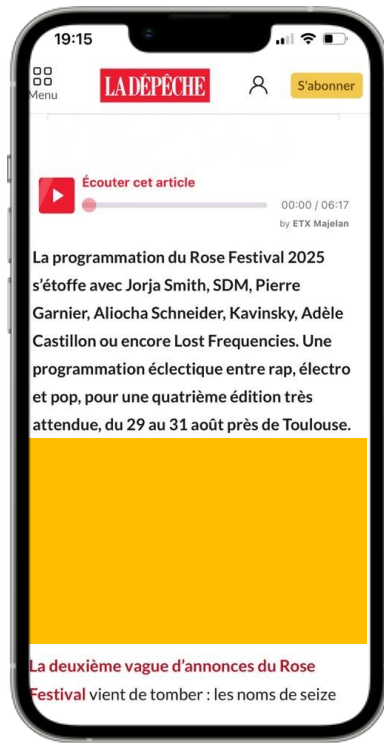 19:15
Menu
LA DÉPÊCHE
S'abonner
Écouter cet article
00:00 / 06:17
by ETX Majelan
La programmation du Rose Festival 2025
s'étoffe avec Jorja Smith, SDM, Pierre
Garnier, Aliocha Schneider, Kavinsky, Adèle
Castillon ou encore Lost Frequencies. Une
programmation éclectique entre rap, électro
et pop, pour une quatrième édition très
attendue, du 29 au 31 août près de Toulouse.
La deuxième vague d'annonces du Rose
Festival vient de tomber : les noms de seize